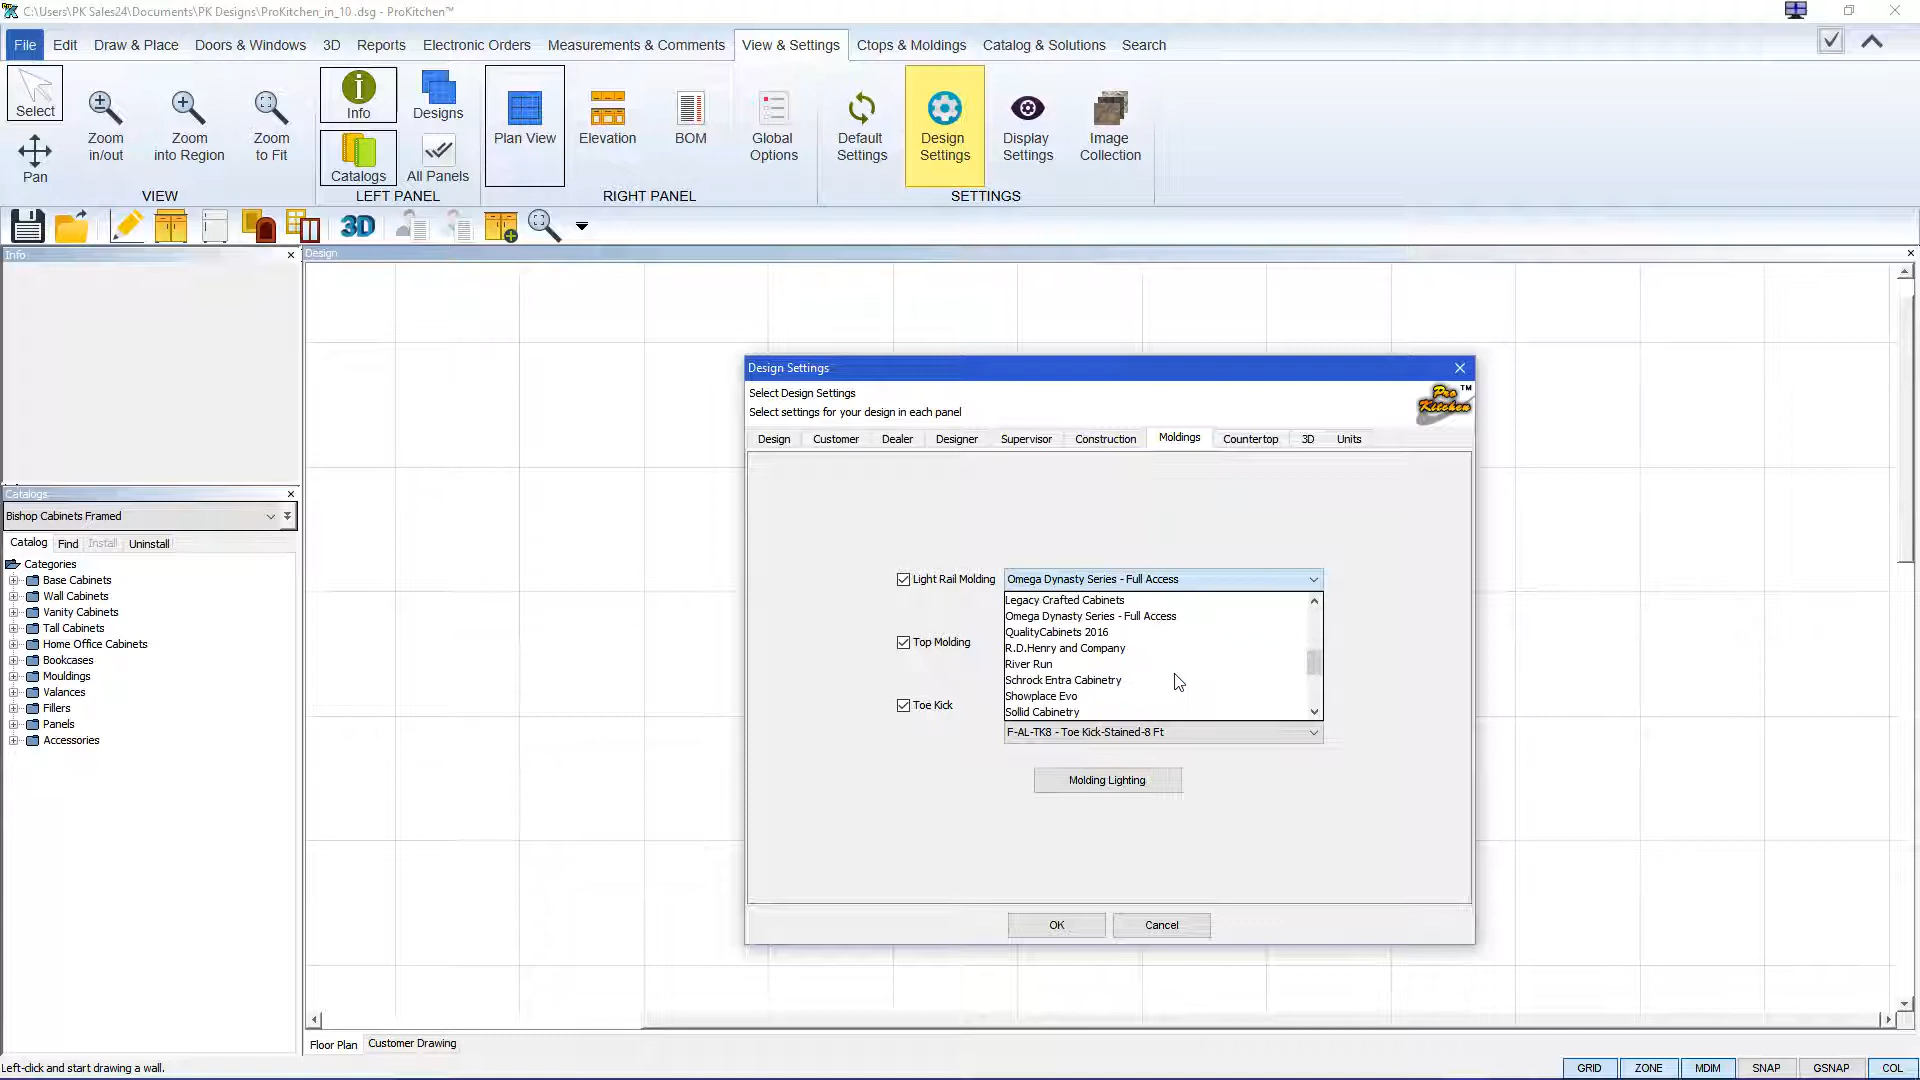 C:\Users\PK Sales24\Documents\PK Designs\ProKitchen_in_10 .dsg - ProKitchen™
File Edit Draw & Place Doors & Windows 3D Reports Electronic Orders Measurements & Comments View & Settings Ctops & Moldings Catalog & Solutions Search
Select
Pan
Zoom
in/out
Zoom
into Region
Zoom
to Fit
VIEW
Info
Designs
Catalogs
All Panels
LEFT PANEL
Plan View
Elevation
BOM
Global
Options
RIGHT PANEL
Default
Settings
Design
Settings
Display
Settings
Image
Collection
SETTINGS
3D
Info
Design
Catalogs
Bishop Cabinets Framed
Catalog Find Install Uninstall
Categories
Base Cabinets
Wall Cabinets
Vanity Cabinets
Tall Cabinets
Home Office Cabinets
Bookcases
Mouldings
Valances
Fillers
Panels
Accessories
Design Settings
Select Design Settings
Select settings for your design in each panel
Pro Kitchen ™
Design Customer Dealer Designer Supervisor Construction Moldings Countertop 3D Units
Light Rail Molding Omega Dynasty Series - Full Access
Legacy Crafted Cabinets
Omega Dynasty Series - Full Access
QualityCabinets 2016
Top Molding R.D.Henry and Company
River Run
Schrock Entra Cabinetry
Showplace Evo
Toe Kick Sollid Cabinetry
F-AL-TK8 - Toe Kick-Stained-8 Ft
Molding Lighting
OK Cancel
Floor Plan Customer Drawing
Left-click and start drawing a wall.
GRID ZONE MDIM SNAP GSNAP COL